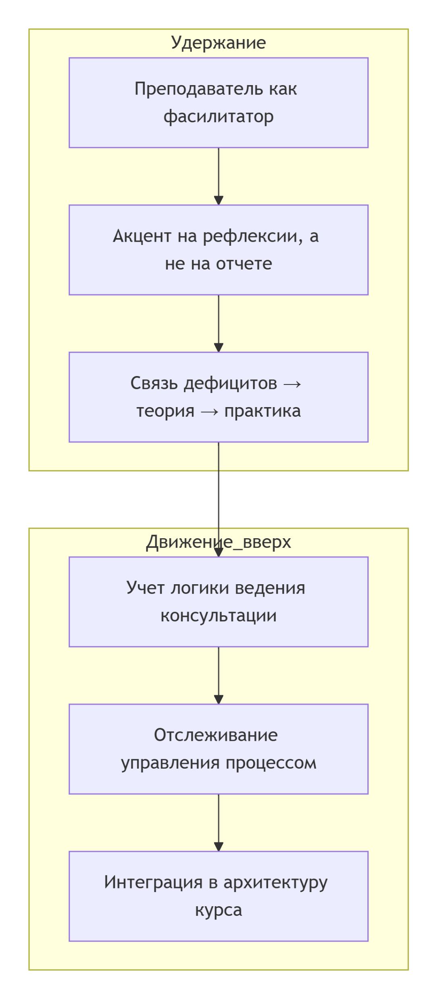 Удержание
Преподаватель как
фасилитатор
Акцент на рефлексии, а
не на отчете
Связь дефицитов →
теория → практика
Движение_вверх
Учет логики ведения
консультации
Отслеживание
управления процессом
Интеграция в архитектуру
курса